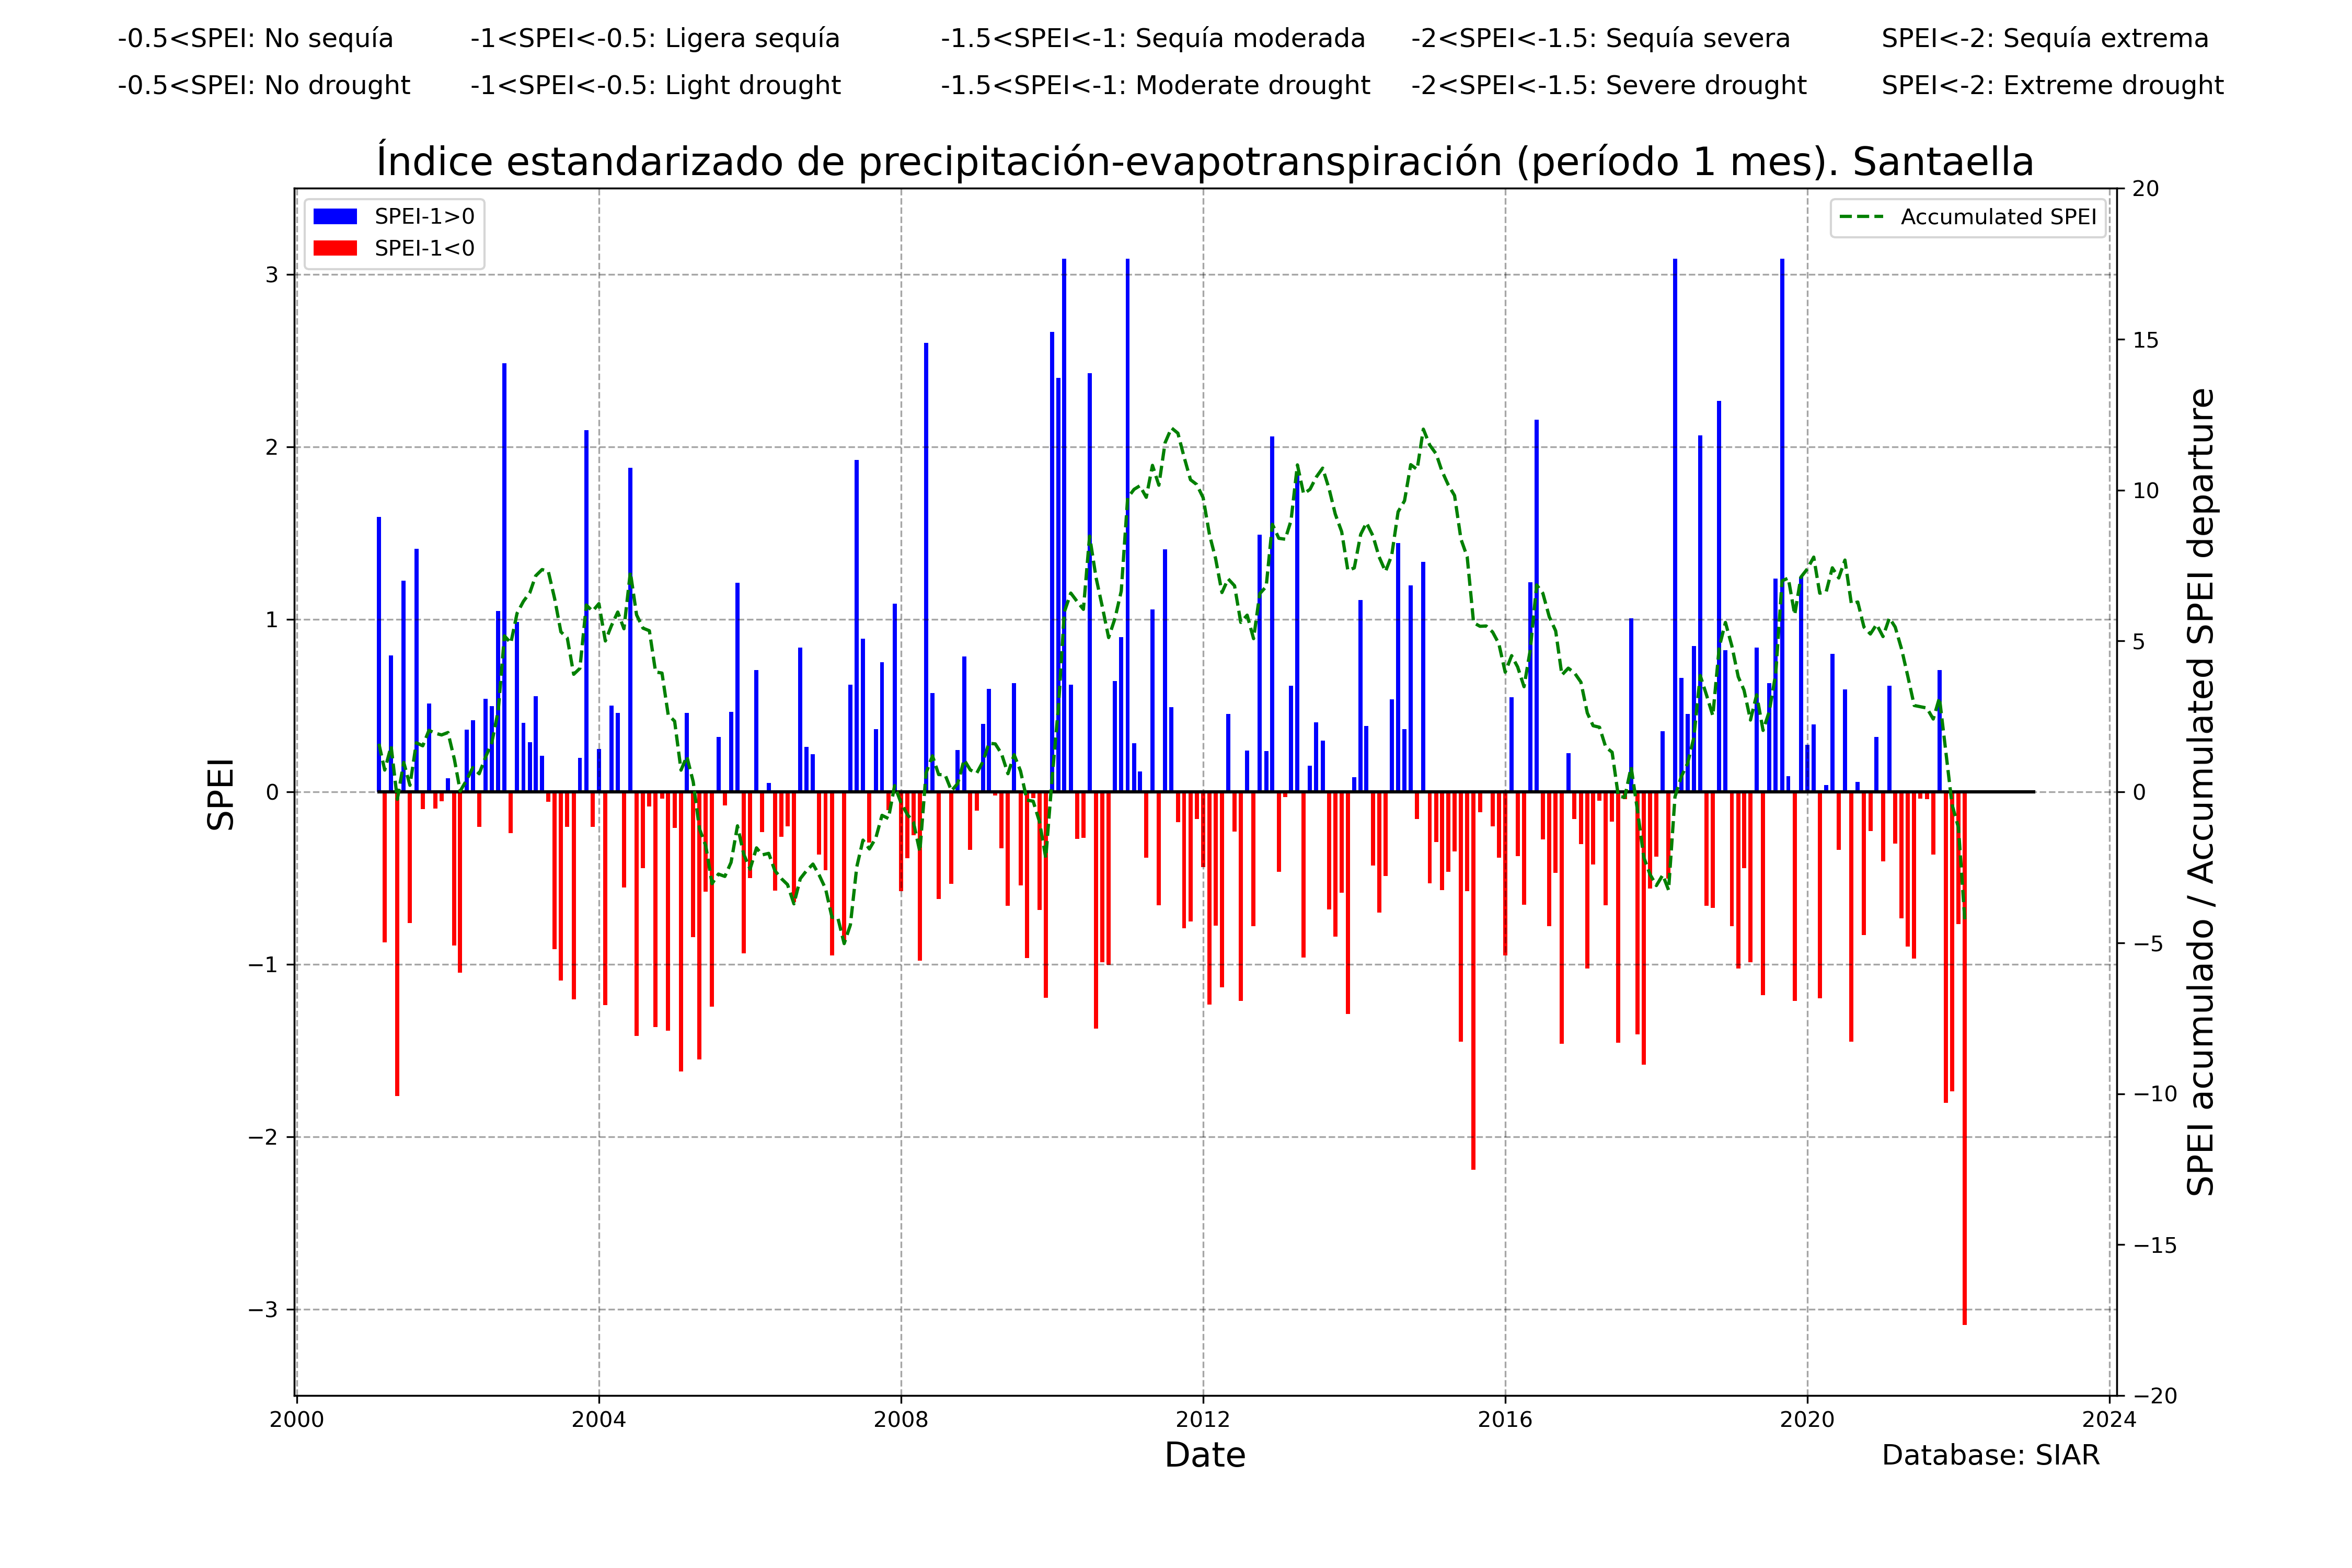 -0.5<SPEI: No sequía -1<SPEI<-0.5: Ligera sequía -1.5<SPEI<-1: Sequía moderada -2<SPEI<-1.5: Sequía severa SPEI<-2: Sequía extrema
-0.5<SPEI: No drought -1<SPEI<-0.5: Light drought -1.5<SPEI<-1: Moderate drought -2<SPEI<-1.5: Severe drought SPEI<-2: Extreme drought
Índice estandarizado de precipitación-evapotranspiración (período 1 mes). Santaella
SPEI-1>0
SPEI-1<0
Accumulated SPEI
3
2
1
0
−1
−2
−3
SPEI
20
15
10
5
0
−5
−10
−15
−20
SPEI acumulado / Accumulated SPEI departure
2000 2004 2008 2012 2016 2020 2024
Date
Database: SIAR